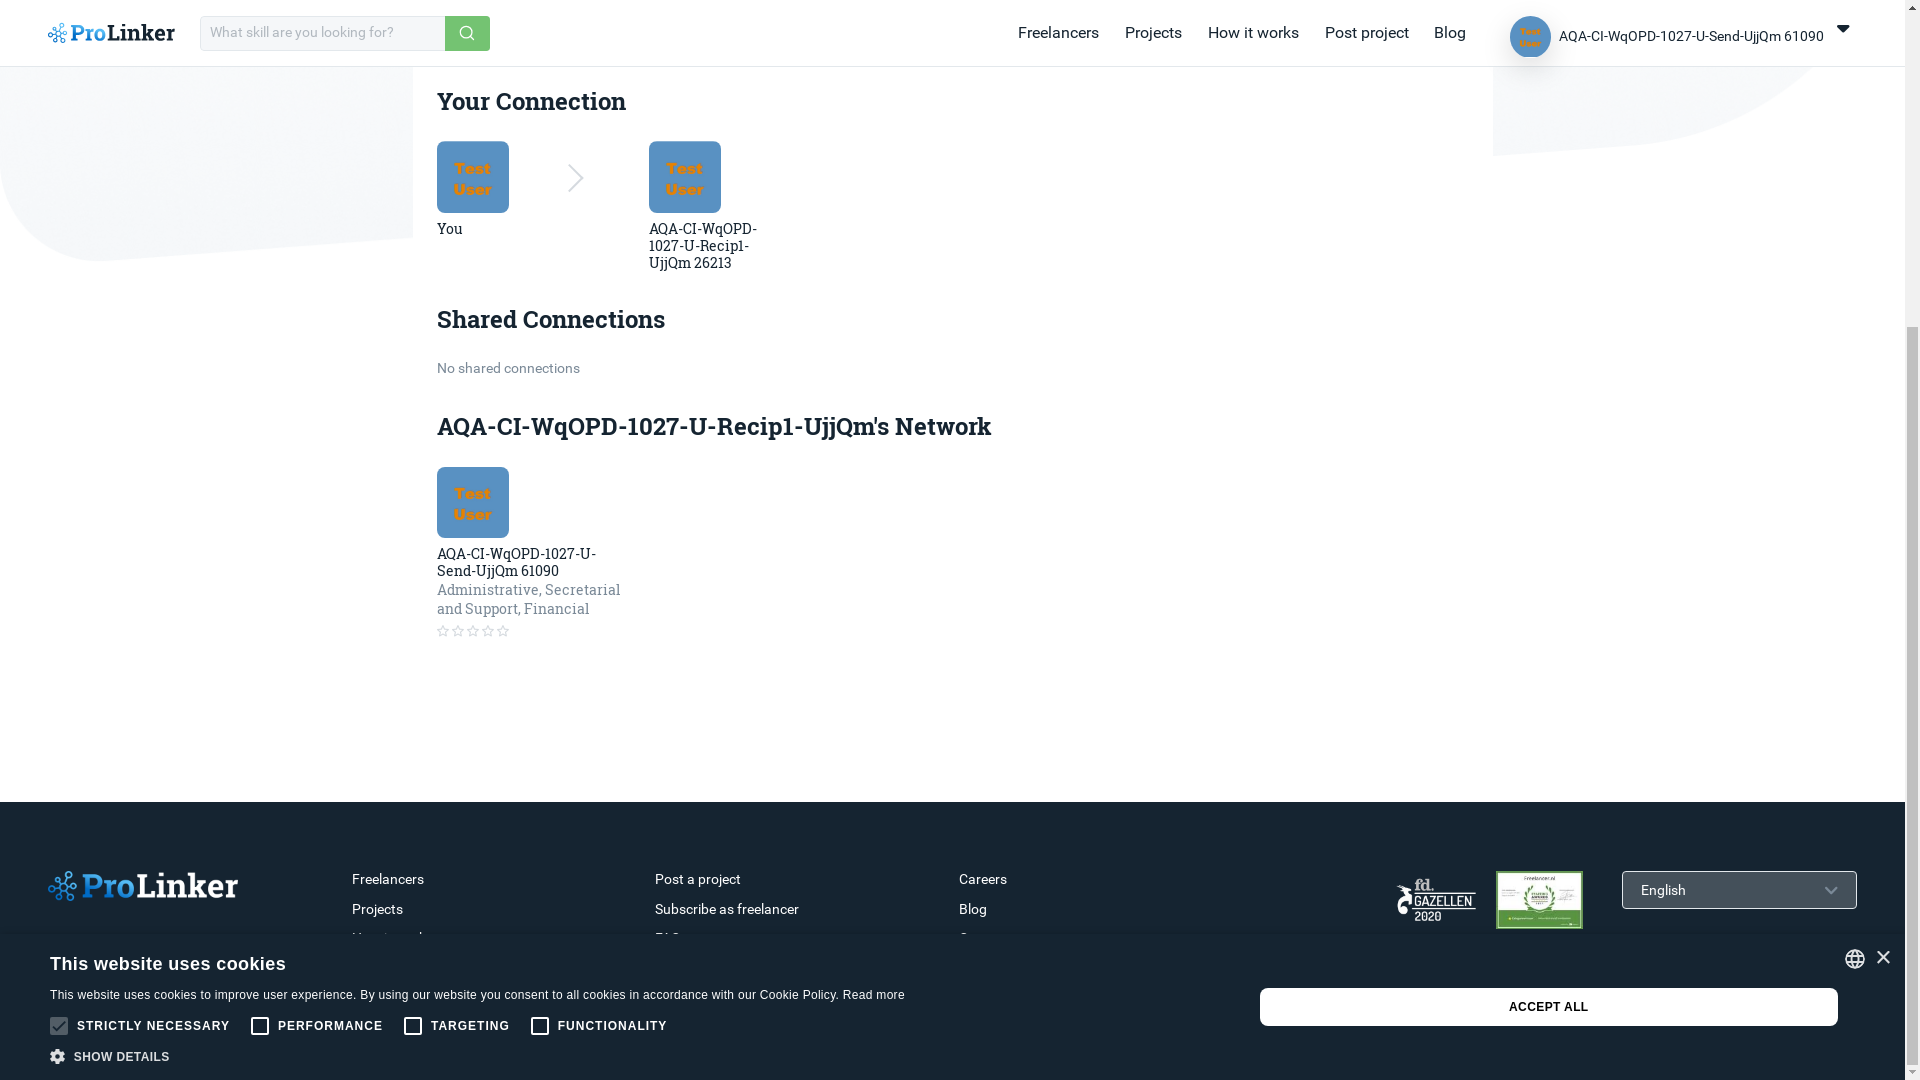 ProLinker
What skill are you looking for?
Freelancers
Projects
How it works
Post project
Blog
Test
User
AQA-CI-WqOPD-1027-U-Send-UjjQm 61090
Your Connection
Test
User
Test
User
You
AQA-CI-WqOPD-
1027-U-Recip1-
UjjQm 26213
Shared Connections
No shared connections
AQA-CI-WqOPD-1027-U-Recip1-UjjQm's Network
Test
User
AQA-CI-WqOPD-1027-U-
Send-UjjQm 61090
Administrative, Secretarial
and Support, Financial
ProLinker
Freelancers
Projects
Post a project
Subscribe as freelancer
Careers
Blog
fd.
GAZELLEN
2020
Freelancer.nl
English
This website uses cookies
This website uses cookies to improve user experience. By using our website you consent to all cookies in accordance with our Cookie Policy. Read more
STRICTLY NECESSARY
PERFORMANCE
TARGETING
FUNCTIONALITY
SHOW DETAILS
ACCEPT ALL